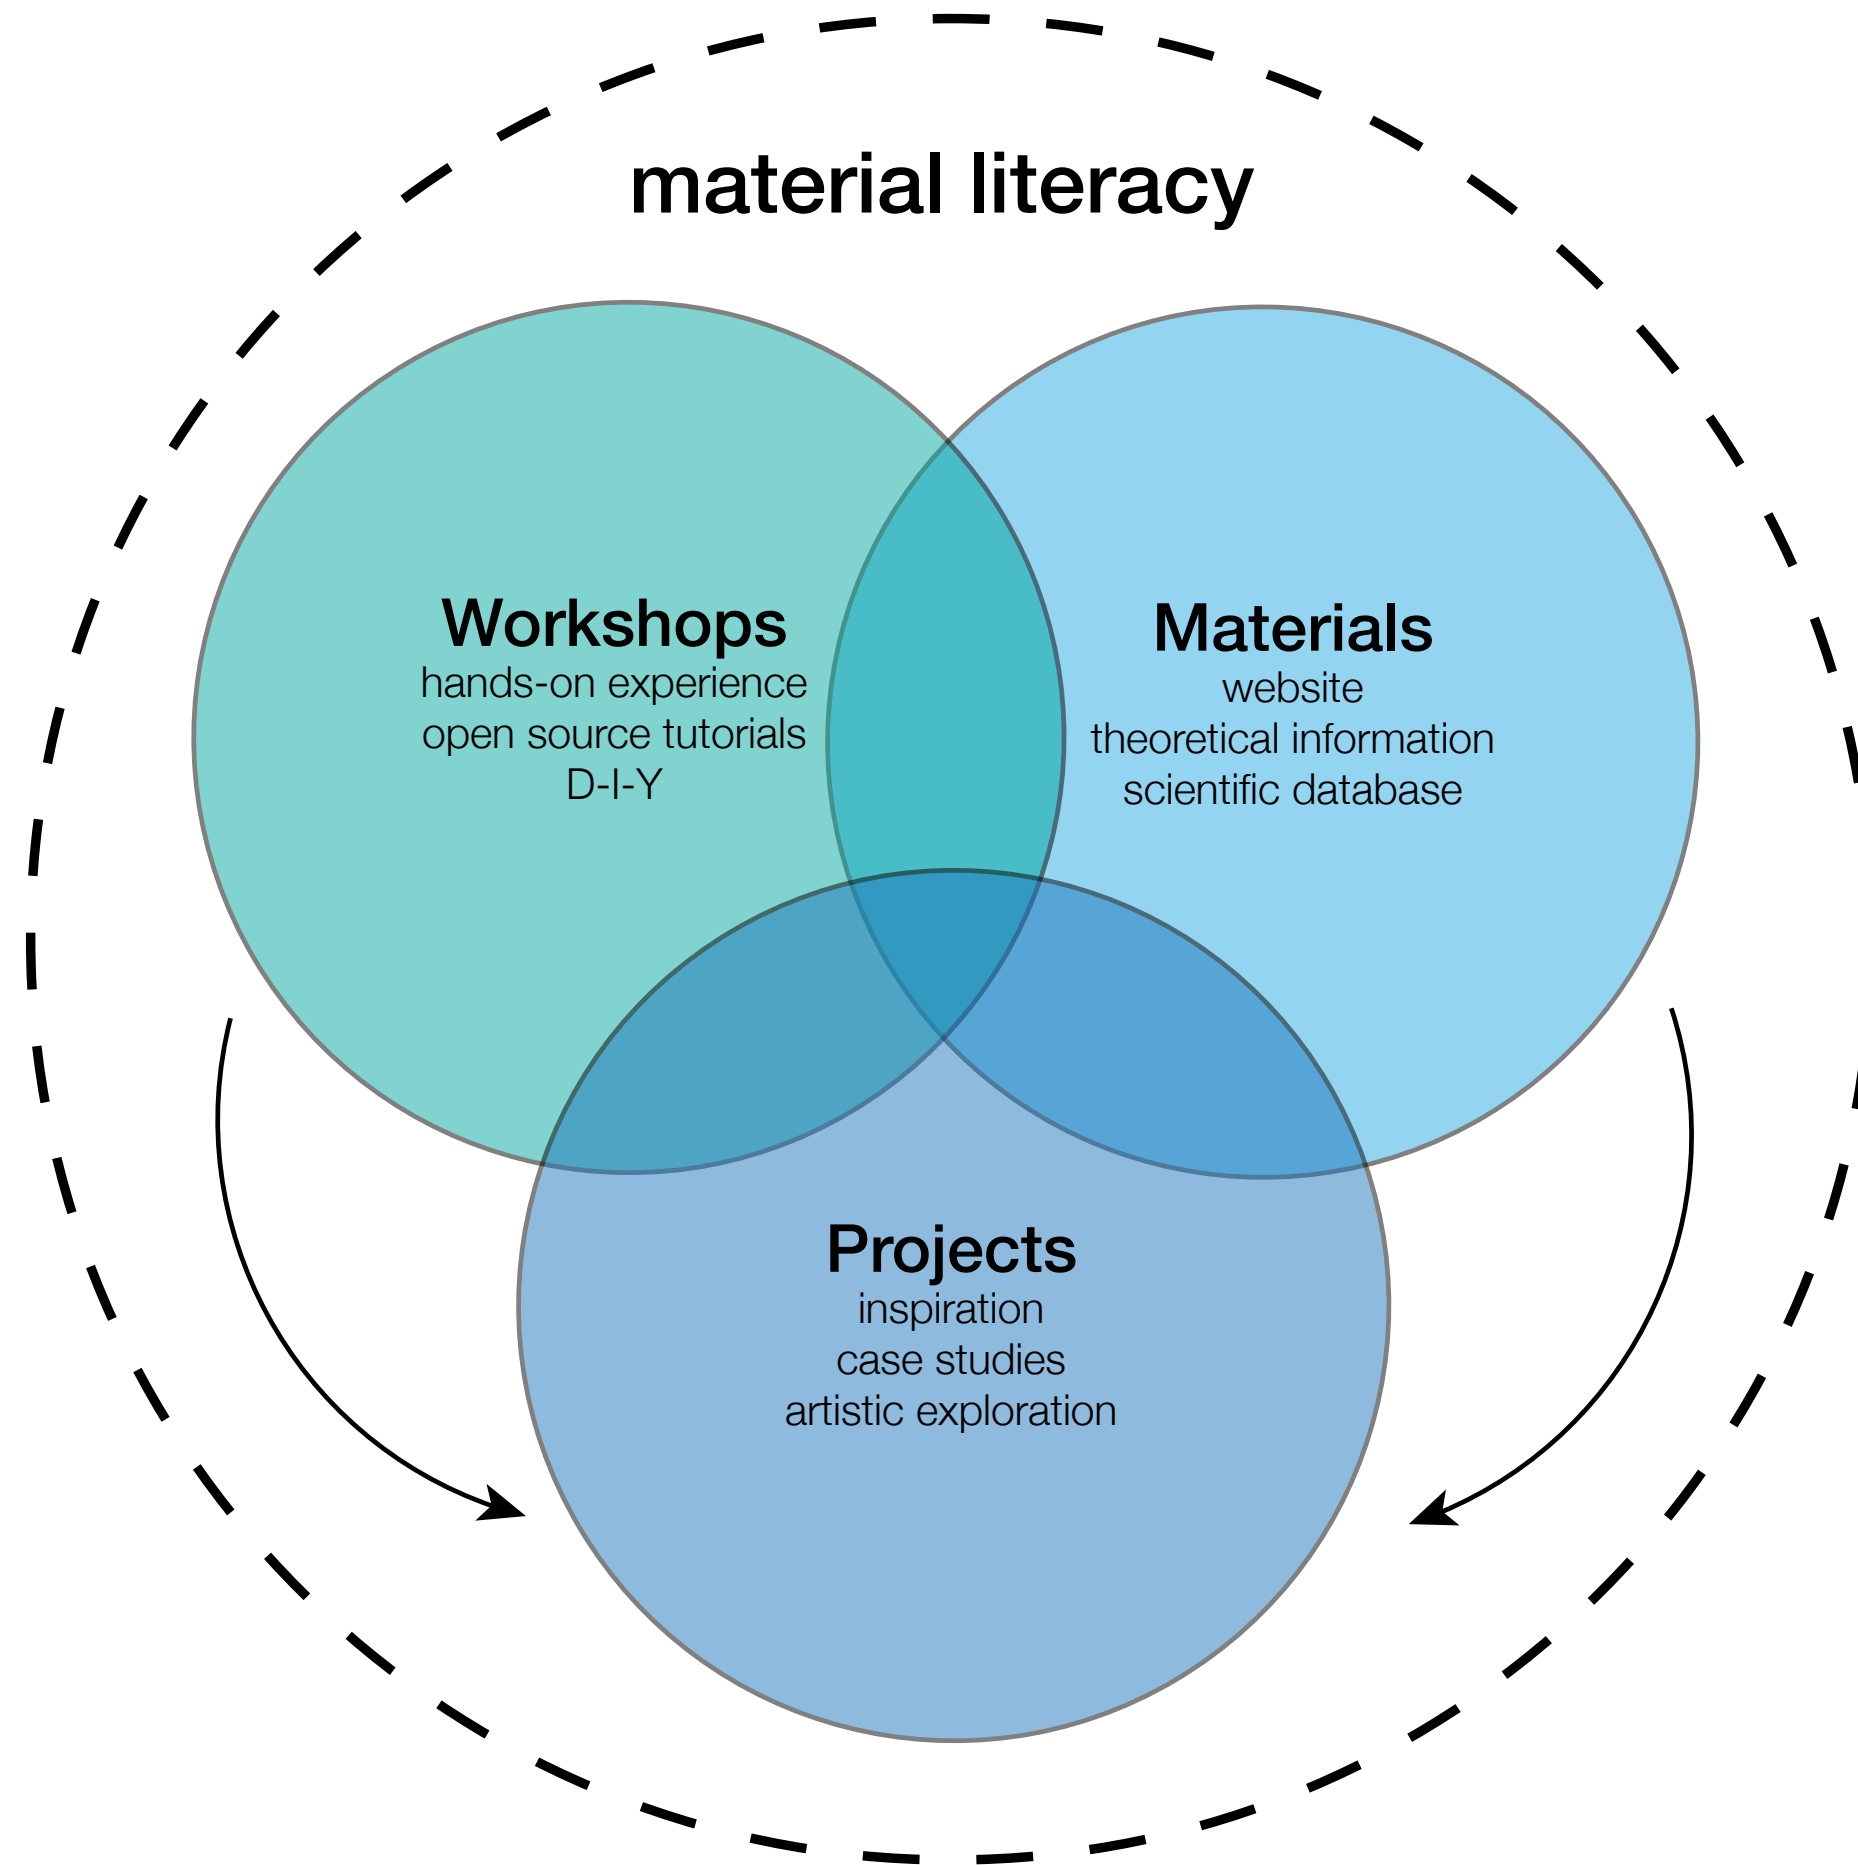 material literacy
Workshops
hands-on experience
open source tutorials
D-I-Y
Materials
website
theoretical information
scientific database
Projects
inspiration
case studies
artistic exploration